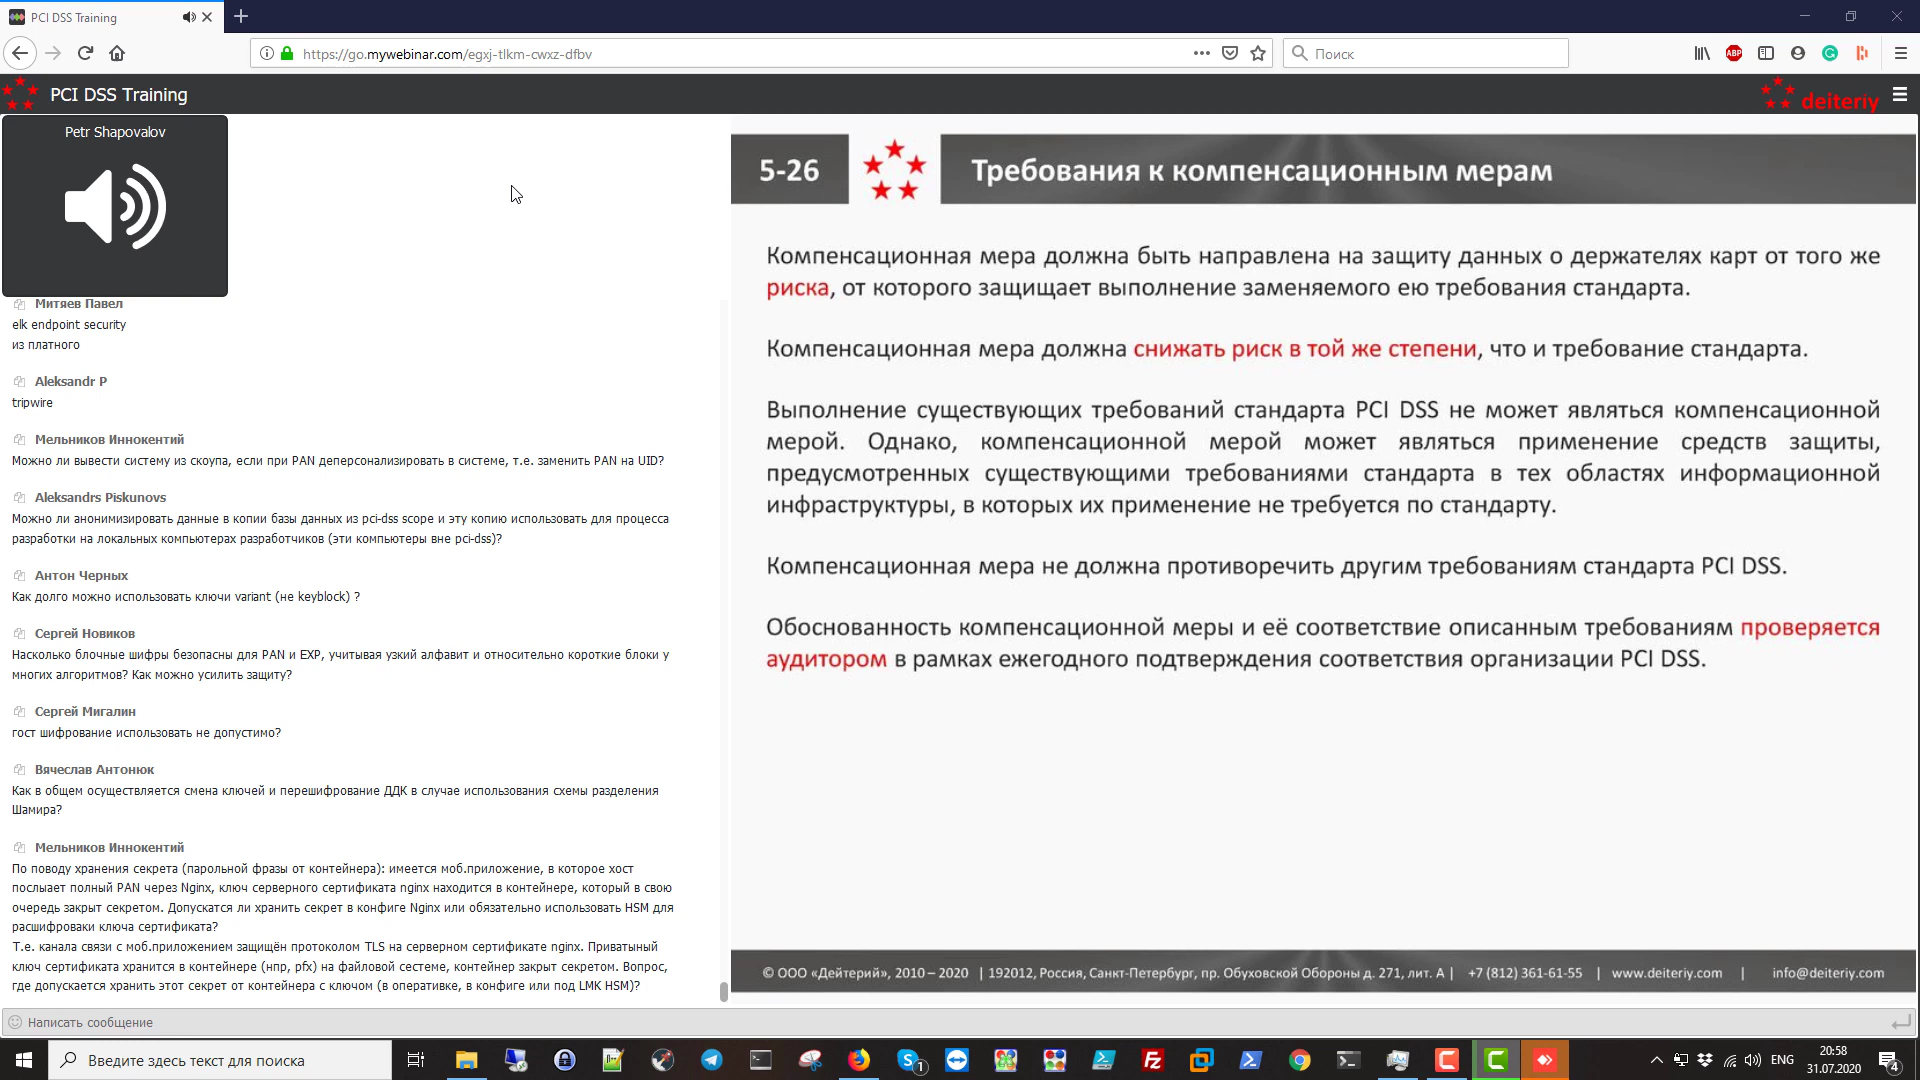 PCI DSS Training
https://go.mywebinar.com/egxj-tlkm-cwxz-dfbv
Поиск
ABP
PCI DSS Training
deiteriy
Petr Shapovalov
Митяев Павел
elk endpoint security
из платного
Aleksandr P
tripwire
Мельников Иннокентий
Можно ли вывести систему из скоупа, если при PAN деперсонализировать в системе, т.е. заменить PAN на UID?
Aleksandrs Piskunovs
Можно ли анонимизировать данные в копии базы данных из pci-dss scope и эту копию использовать для процесса
разработки на локальных компьютерах разработчиков (эти компьютеры вне pci-dss)?
Антон Черных
Как долго можно использовать ключи variant (не keyblock) ?
Сергей Новиков
Насколько блочные шифры безопасны для PAN и EXP, учитывая узкий алфавит и относительно короткие блоки у
многих алгоритмов? Как можно усилить защиту?
Сергей Мигалин
гост шифрование использовать не допустимо?
Вячеслав Антонюк
Как в общем осуществляется смена ключей и перешифрование ДДК в случае использования схемы разделения
Шамира?
Мельников Иннокентий
По поводу хранения секрета (парольной фразы от контейнера): имеется моб.приложение, в которое хост
послыает полный PAN через Nginx, ключ серверного сертификата nginx находится в контейнере, который в свою
очередь закрыт секретом. Допускатся ли хранить секрет в конфиге Nginx или обязательно использовать HSM для
расшифроваки ключа сертификата?
Т.е. канала связи с моб.приложением защищён протоколом TLS на серверном сертификате nginx. Приватыный
ключ сертификата хранится в контейнере (нпр, pfx) на файловой сестеме, контейнер закрыт секретом. Вопрос,
где допускается хранить этот секрет от контейнера с ключом (в оперативке, в конфиге или под LMK HSM)?
Написать сообщение
5-26
Требования к компенсационным мерам
Компенсационная мера должна быть направлена на защиту данных о держателях карт от того же
риска, от которого защищает выполнение заменяемого ею требования стандарта.
Компенсационная мера должна снижать риск в той же степени, что и требование стандарта.
Выполнение существующих требований стандарта PCI DSS не может являться компенсационной
мерой. Однако, компенсационной мерой может являться применение средств защиты,
предусмотренных существующими требованиями стандарта в тех областях информационной
инфраструктуры, в которых их применение не требуется по стандарту.
Компенсационная мера не должна противоречить другим требованиям стандарта PCI DSS.
Обоснованность компенсационной меры и её соответствие описанным требованиям проверяется
аудитором в рамках ежегодного подтверждения соответствия организации PCI DSS.
© ООО «Дейтерий», 2010 – 2020 | 192012, Россия, Санкт-Петербург, пр. Обуховской Обороны д. 271, лит. А | +7 (812) 361-61-55 | www.deiteriy.com | info@deiteriy.com
Введите здесь текст для поиска
1
ENG
20:58
31.07.2020
4